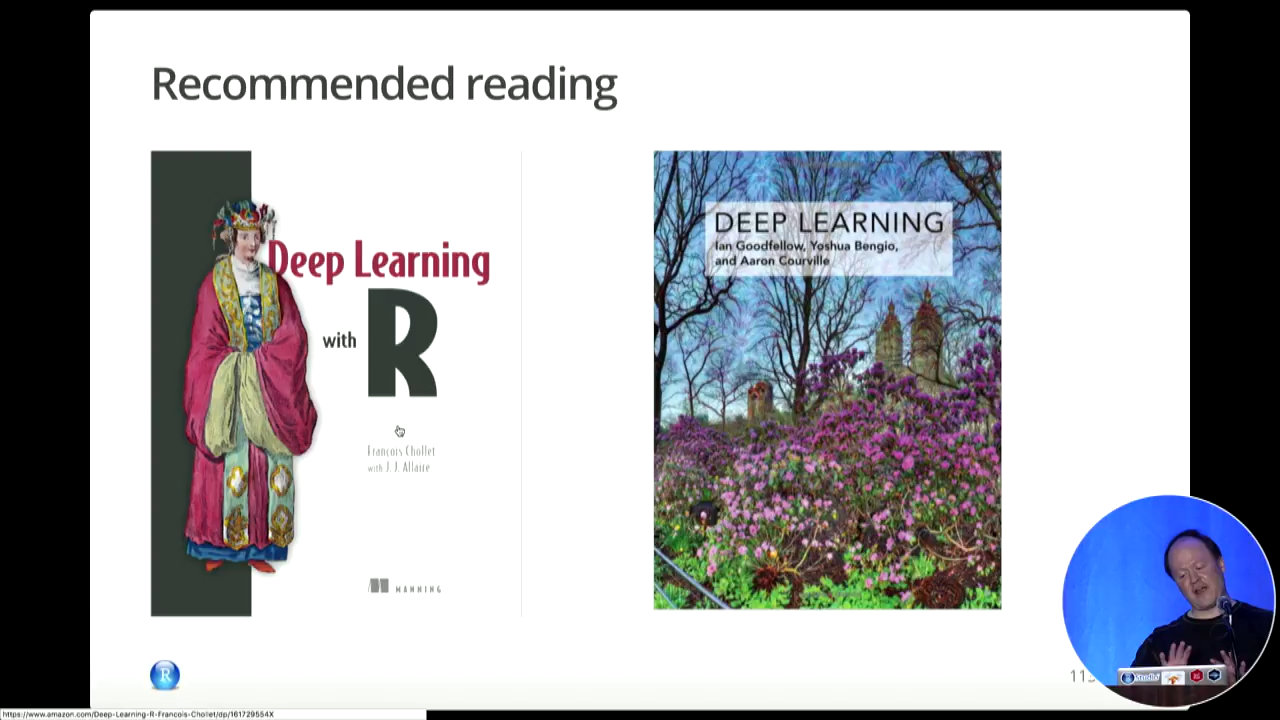 Recommended reading
Deep Learning
with R
François Chollet
with J. J. Allaire
MANNING
DEEP LEARNING
Ian Goodfellow, Yoshua Bengio,
and Aaron Courville
R
Studio
https://www.amazon.com/Deep-Learning-R-Francois-Chollet/dp/161729554X